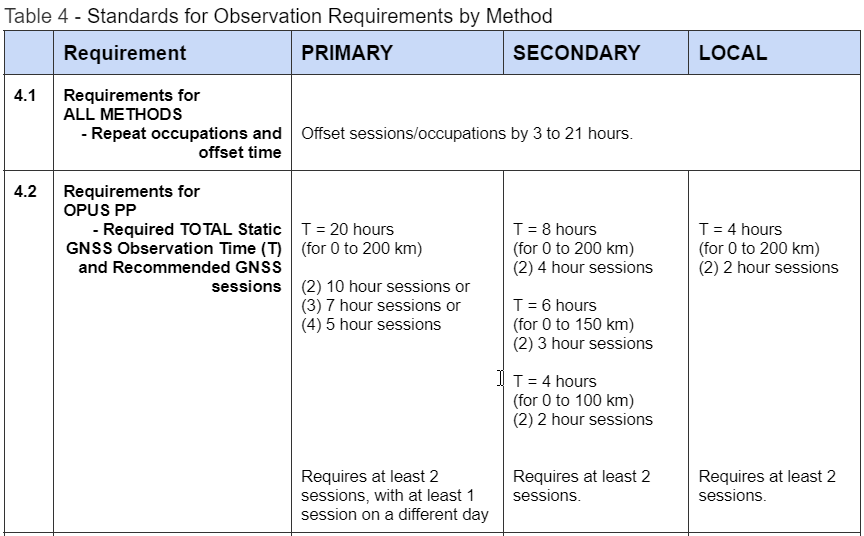 Table 4 - Standards for Observation Requirements by Method
Requirement PRIMARY SECONDARY LOCAL
4.1 Requirements for
ALL METHODS
- Repeat occupations and
offset time
Offset sessions/occupations by 3 to 21 hours.
4.2 Requirements for
OPUS PP
- Required TOTAL Static
GNSS Observation Time (T)
and Recommended GNSS
sessions
T = 20 hours
(for 0 to 200 km)
(2) 10 hour sessions or
(3) 7 hour sessions or
(4) 5 hour sessions
Requires at least 2
sessions, with at least 1
session on a different day
T = 8 hours
(for 0 to 200 km)
(2) 4 hour sessions
T = 6 hours
(for 0 to 150 km)
(2) 3 hour sessions
T = 4 hours
(for 0 to 100 km)
(2) 2 hour sessions
Requires at least 2
sessions.
T = 4 hours
(for 0 to 200 km)
(2) 2 hour sessions
Requires at least 2
sessions.